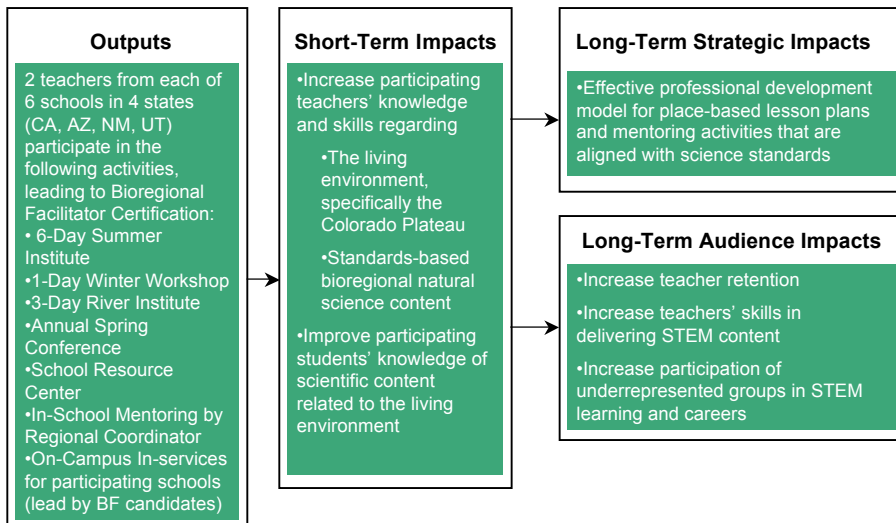 Outputs
2 teachers from each of
6 schools in 4 states
(CA, AZ, NM, UT)
participate in the
following activities,
leading to Bioregional
Facilitator Certification:
• 6-Day Summer
Institute
•1-Day Winter Workshop
•3-Day River Institute
•Annual Spring
Conference
•School Resource
Center
•In-School Mentoring by
Regional Coordinator
•On-Campus In-services
for participating schools
(lead by BF candidates)
Short-Term Impacts
•Increase participating
teachers’ knowledge
and skills regarding
•The living
environment,
specifically the
Colorado Plateau
•Standards-based
bioregional natural
science content
•Improve participating
students’ knowledge of
scientific content
related to the living
environment
Long-Term Strategic Impacts
•Effective professional development
model for place-based lesson plans
and mentoring activities that are
aligned with science standards
Long-Term Audience Impacts
•Increase teacher retention
•Increase teachers’ skills in
delivering STEM content
•Increase participation of
underrepresented groups in STEM
learning and careers